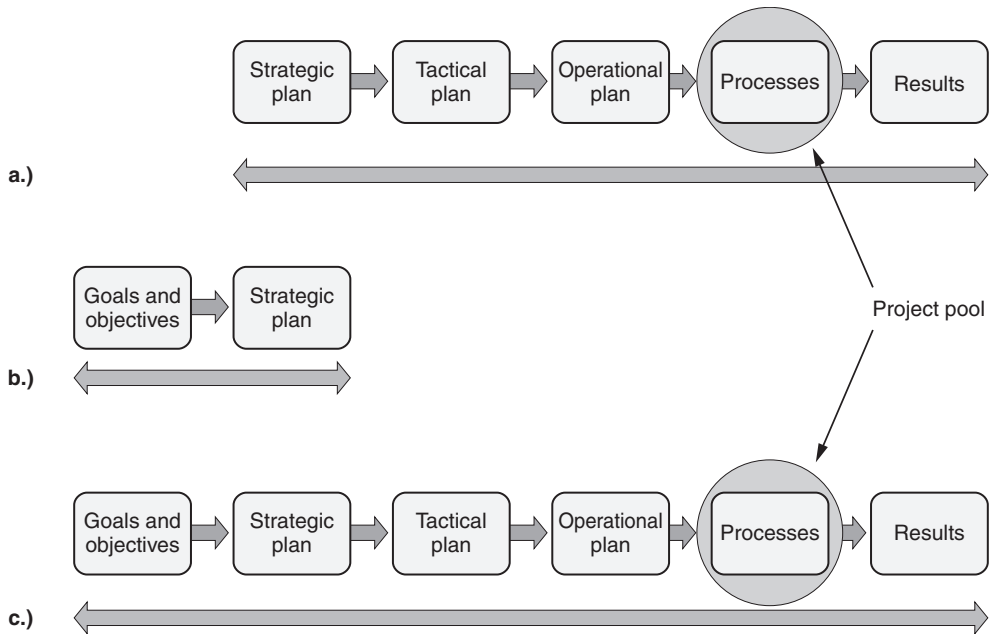 Strategic
plan
Tactical
plan
Operational
plan
Processes
Results
a.)
Goals and
objectives
Strategic
plan
Project pool
b.)
Goals and
objectives
Strategic
plan
Tactical
plan
Operational
plan
Processes
Results
c.)